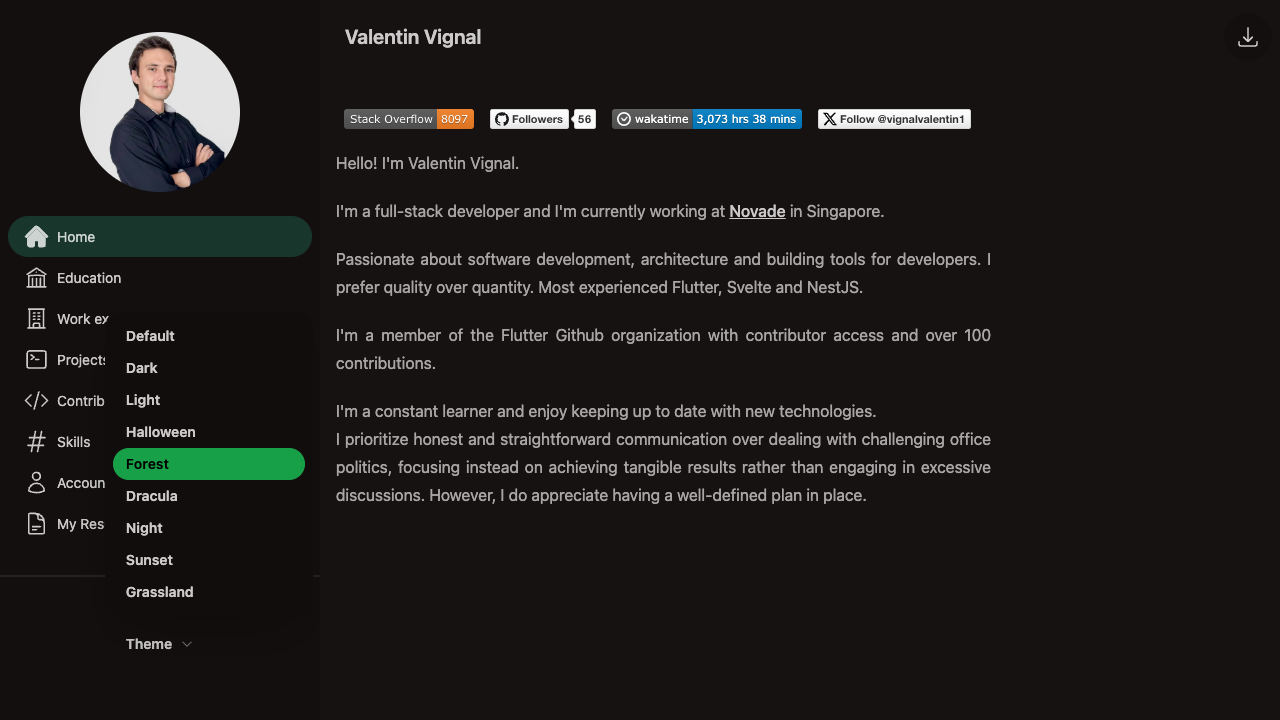 Valentin Vignal
Stack Overflow 8097
Followers 56
wakatime 3,073 hrs 38 mins
Follow @vignalvalentin1
Hello! I'm Valentin Vignal.
I'm a full-stack developer and I'm currently working at Novade in Singapore.
Passionate about software development, architecture and building tools for developers. I
prefer quality over quantity. Most experienced Flutter, Svelte and NestJS.
I'm a member of the Flutter Github organization with contributor access and over 100
contributions.
I'm a constant learner and enjoy keeping up to date with new technologies.
I prioritize honest and straightforward communication over dealing with challenging office
politics, focusing instead on achieving tangible results rather than engaging in excessive
discussions. However, I do appreciate having a well-defined plan in place.
Home
Education
Work ex
Projects
Contrib
Skills
Accoun
My Res
Default
Dark
Light
Halloween
Forest
Dracula
Night
Sunset
Grassland
Theme